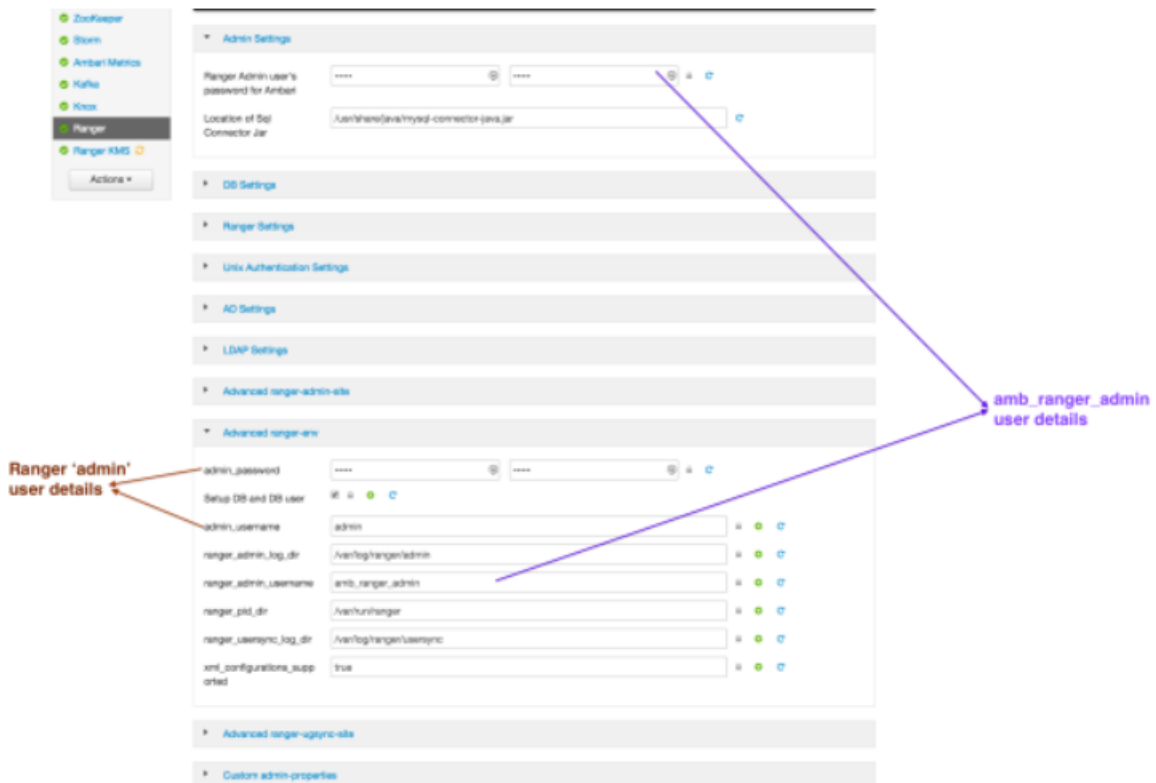 ZooKeeper
Storm
Ambari Metrics
Kafka
Knox
Ranger
Ranger KMS
Actions
Admin Settings
Ranger Admin user's
password for Ambari
Location of Sql
Connector Jar
/usr/share/java/mysql-connector-java.jar
DB Settings
Ranger Settings
Unix Authentication Settings
AD Settings
LDAP Settings
Advanced ranger-admin-site
Advanced ranger-env
admin_password
Setup DB and DB user
admin_username admin
ranger_admin_log_dir /var/log/ranger/admin
ranger_admin_username amb_ranger_admin
ranger_pid_dir /var/run/ranger
ranger_usersync_log_dir /var/log/ranger/usersync
xml_configurations_supp
orted
true
Advanced ranger-ugsync-site
Custom admin-properties
Ranger ‘admin’
user details
amb_ranger_admin
user details